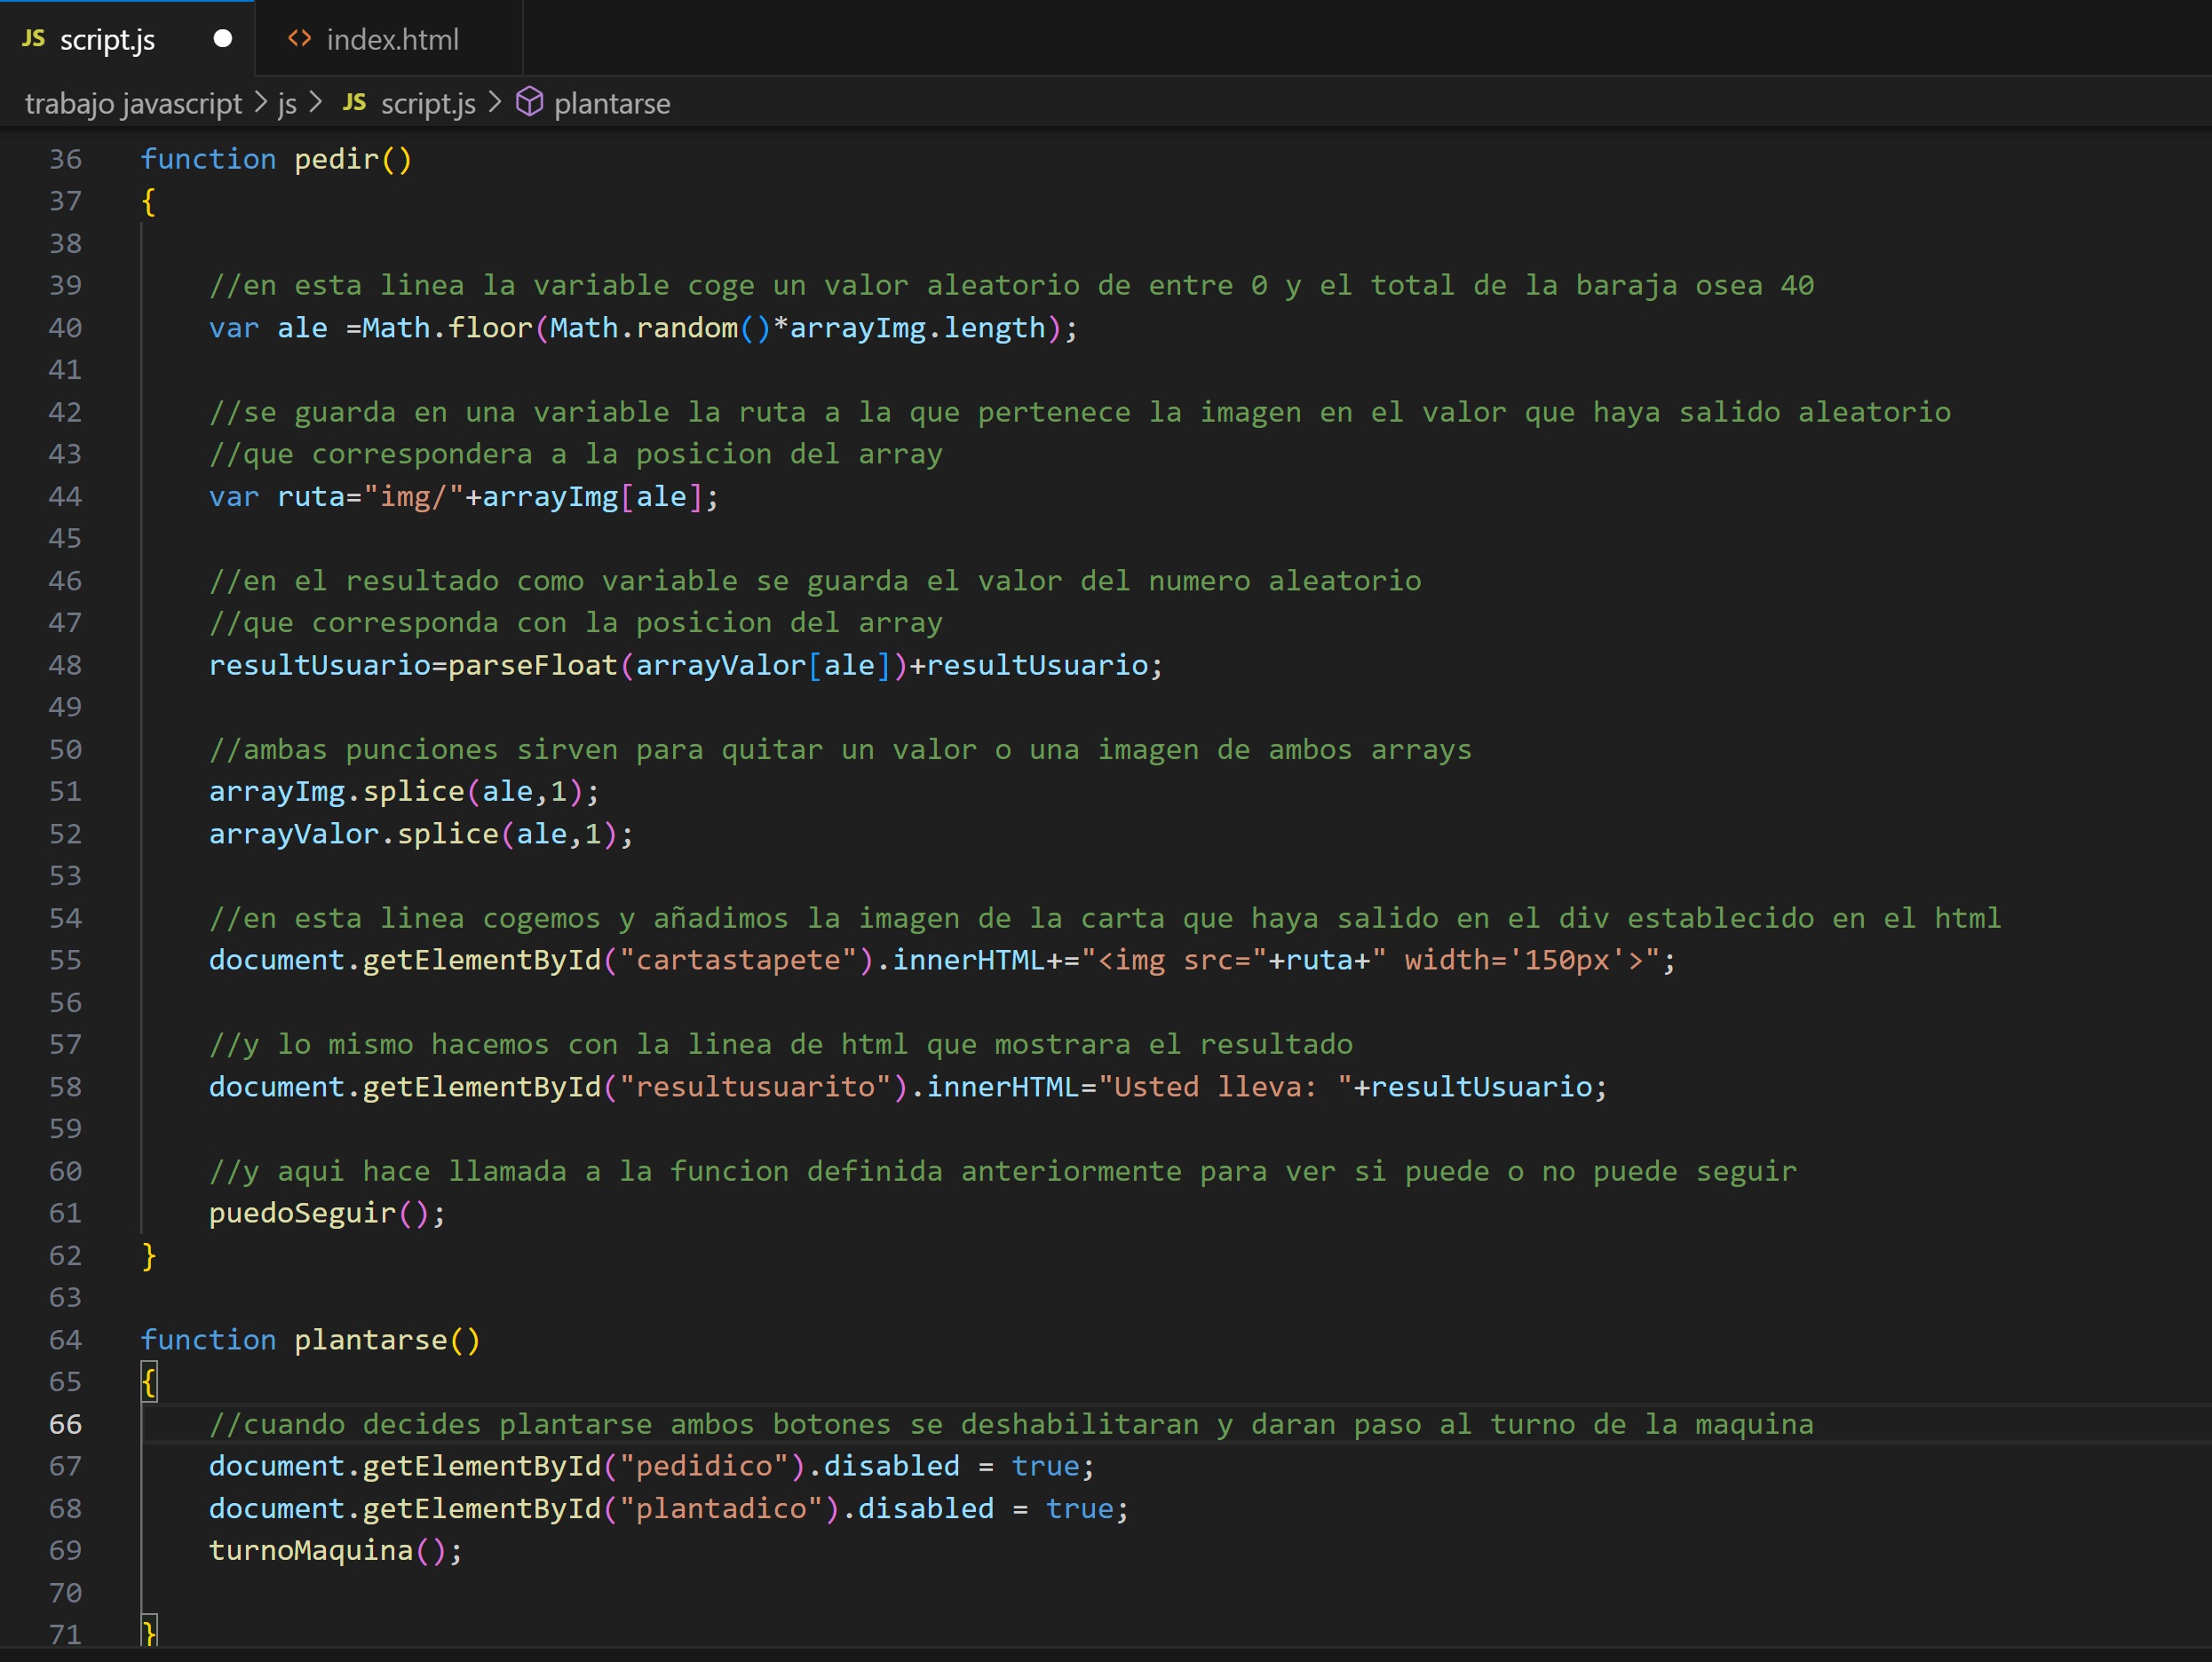 JS script.js ● <> index.html
trabajo javascript > js > JS script.js > plantarse
36 function pedir()
37 {
38
39 //en esta linea la variable coge un valor aleatorio de entre 0 y el total de la baraja osea 40
40 var ale =Math.floor(Math.random()*arrayImg.length);
41
42 //se guarda en una variable la ruta a la que pertenece la imagen en el valor que haya salido aleatorio
43 //que correspondera a la posicion del array
44 var ruta="img/"+arrayImg[ale];
45
46 //en el resultado como variable se guarda el valor del numero aleatorio
47 //que corresponda con la posicion del array
48 resultUsuario=parseFloat(arrayValor[ale])+resultUsuario;
49
50 //ambas punciones sirven para quitar un valor o una imagen de ambos arrays
51 arrayImg.splice(ale,1);
52 arrayValor.splice(ale,1);
53
54 //en esta linea cogemos y añadimos la imagen de la carta que haya salido en el div establecido en el html
55 document.getElementById("cartastapete").innerHTML+="<img src="+ruta+" width='150px'>";
56
57 //y lo mismo hacemos con la linea de html que mostrara el resultado
58 document.getElementById("resultusuarito").innerHTML="Usted lleva: "+resultUsuario;
59
60 //y aqui hace llamada a la funcion definida anteriormente para ver si puede o no puede seguir
61 puedoSeguir();
62 }
63
64 function plantarse()
65 {
66 //cuando decides plantarse ambos botones se deshabilitaran y daran paso al turno de la maquina
67 document.getElementById("pedidico").disabled = true;
68 document.getElementById("plantadico").disabled = true;
69 turnoMaquina();
70
71 }